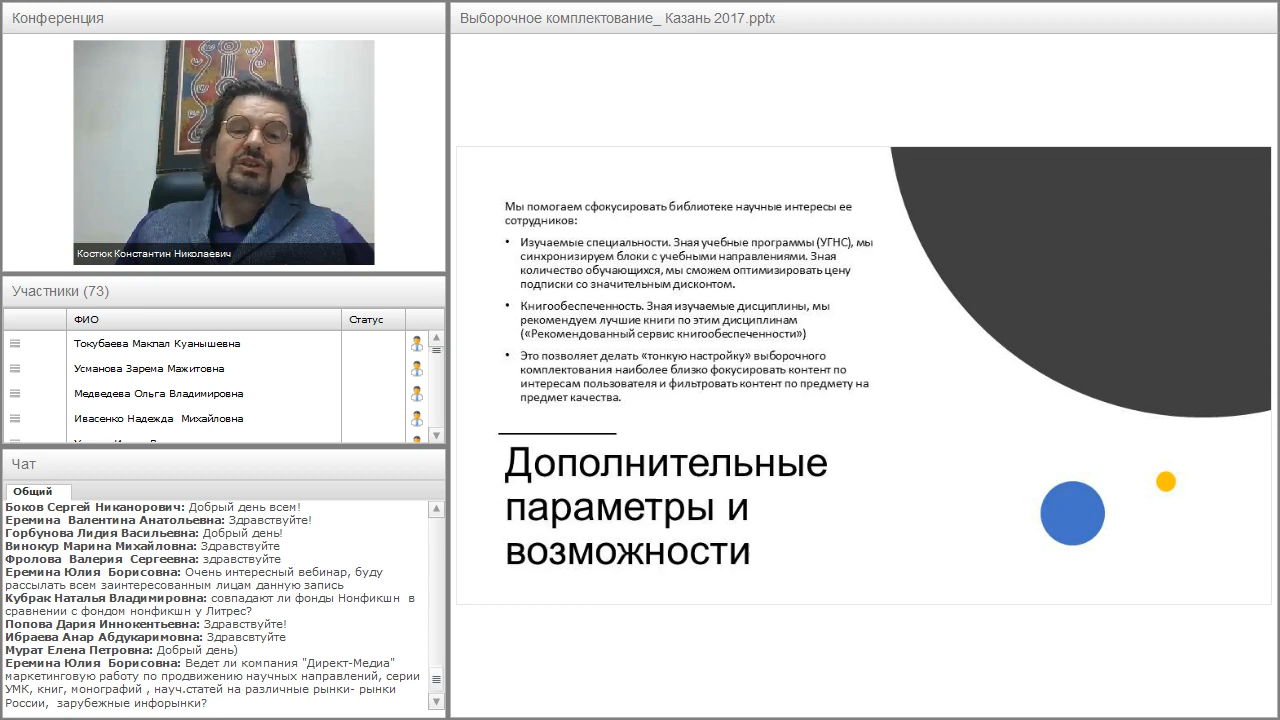 Конференция
Костюк Константин Николаевич
Участники (73)
ФИО
Статус
Токубаева Макпал Куанышевна
Усманова Зарема Мажитовна
Медведева Ольга Владимировна
Ивасенко Надежда Михайловна
Чат
Общий
Боков Сергей Никанорович: Добрый день всем!
Еремина Валентина Анатольевна: Здравствуйте!
Горбунова Лидия Васильевна: Добрый день!
Винокур Марина Михайловна: Здравствуйте
Фролова Валерия Сергеевна: здравствуйте
Еремина Юлия Борисовна: Очень интересный вебинар, буду
рассылать всем заинтересованным лицам данную запись
Кубрак Наталья Владимировна: совпадают ли фонды Нонфикшн в
сравнении с фондом нонфикшн у Литрес?
Попова Дария Иннокентьевна: Здравствуйте!
Ибраева Анар Абдукаримовна: Здравсвтуйте
Мурат Елена Петровна: Добрый день)
Еремина Юлия Борисовна: Ведет ли компания "Директ-Медиа"
маркетинговую работу по продвижению научных направлений, серии
УМК, книг, монографий , науч.статей на различные рынки- рынки
России, зарубежные инфорынки?
Выборочное комплектование_ Казань 2017.pptx
Мы помогаем сфокусировать библиотеке научные интересы ее
сотрудников:
• Изучаемые специальности. Зная учебные программы (УГНС), мы
синхронизируем блоки с учебными направлениями. Зная
количество обучающихся, мы сможем оптимизировать цену
подписки со значительным дисконтом.
• Книгообеспеченность. Зная изучаемые дисциплины, мы
рекомендуем лучшие книги по этим дисциплинам
(«Рекомендованный сервис книгообеспеченности»)
• Это позволяет делать «тонкую настройку» выборочного
комплектования наиболее близко фокусировать контент по
интересам пользователя и фильтровать контент по предмету на
предмет качества.
Дополнительные
параметры и
возможности